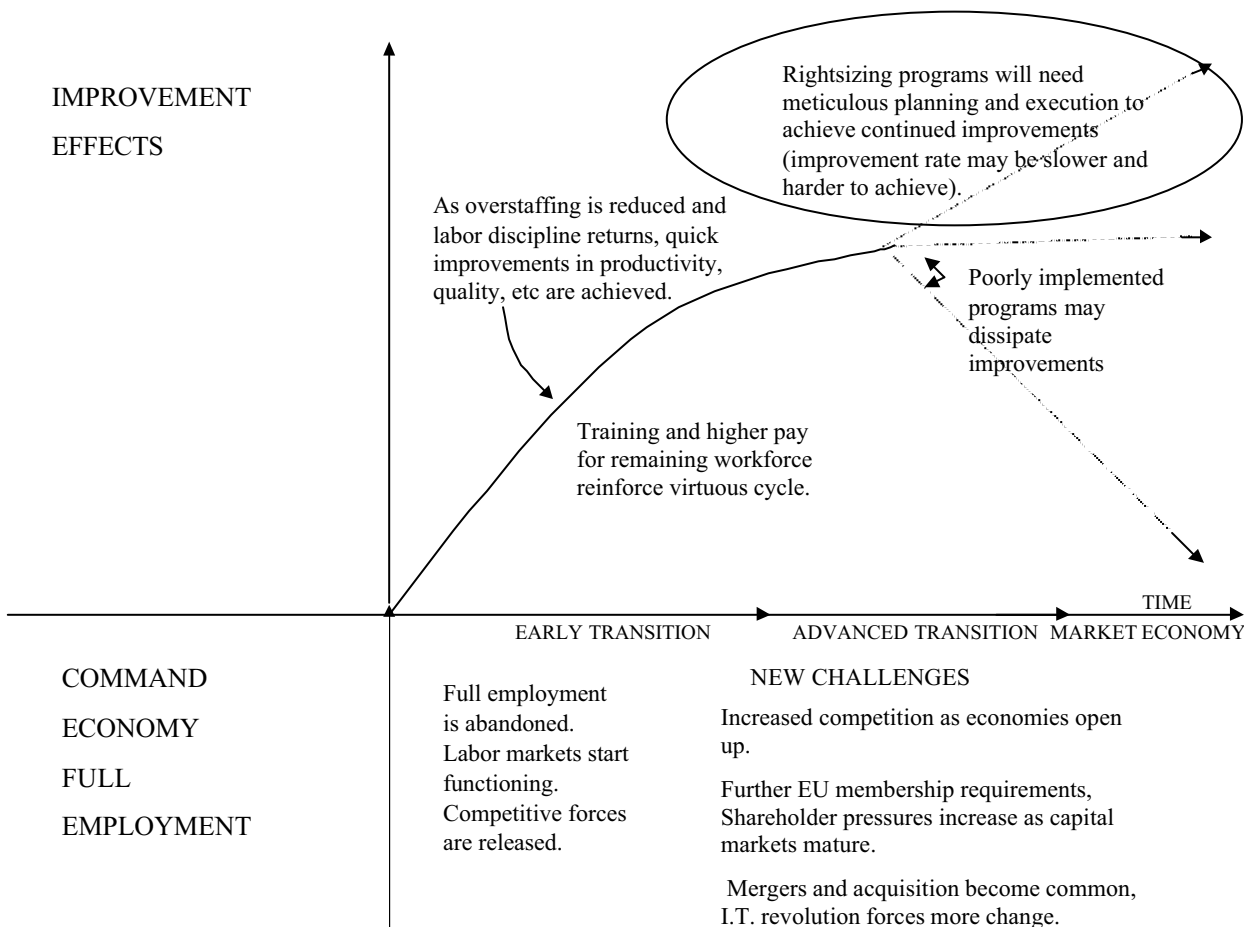 IMPROVEMENT
EFFECTS
Rightsizing programs will need
meticulous planning and execution to
achieve continued improvements
(improvement rate may be slower and
harder to achieve).
As overstaffing is reduced and
labor discipline returns, quick
improvements in productivity,
quality, etc are achieved.
Poorly implemented
programs may
dissipate
improvements
Training and higher pay
for remaining workforce
reinforce virtuous cycle.
TIME
EARLY TRANSITION
ADVANCED TRANSITION
MARKET ECONOMY
COMMAND
ECONOMY
FULL
EMPLOYMENT
Full employment
is abandoned.
Labor markets start
functioning.
Competitive forces
are released.
NEW CHALLENGES
Increased competition as economies open
up.
Further EU membership requirements,
Shareholder pressures increase as capital
markets mature.
Mergers and acquisition become common,
I.T. revolution forces more change.